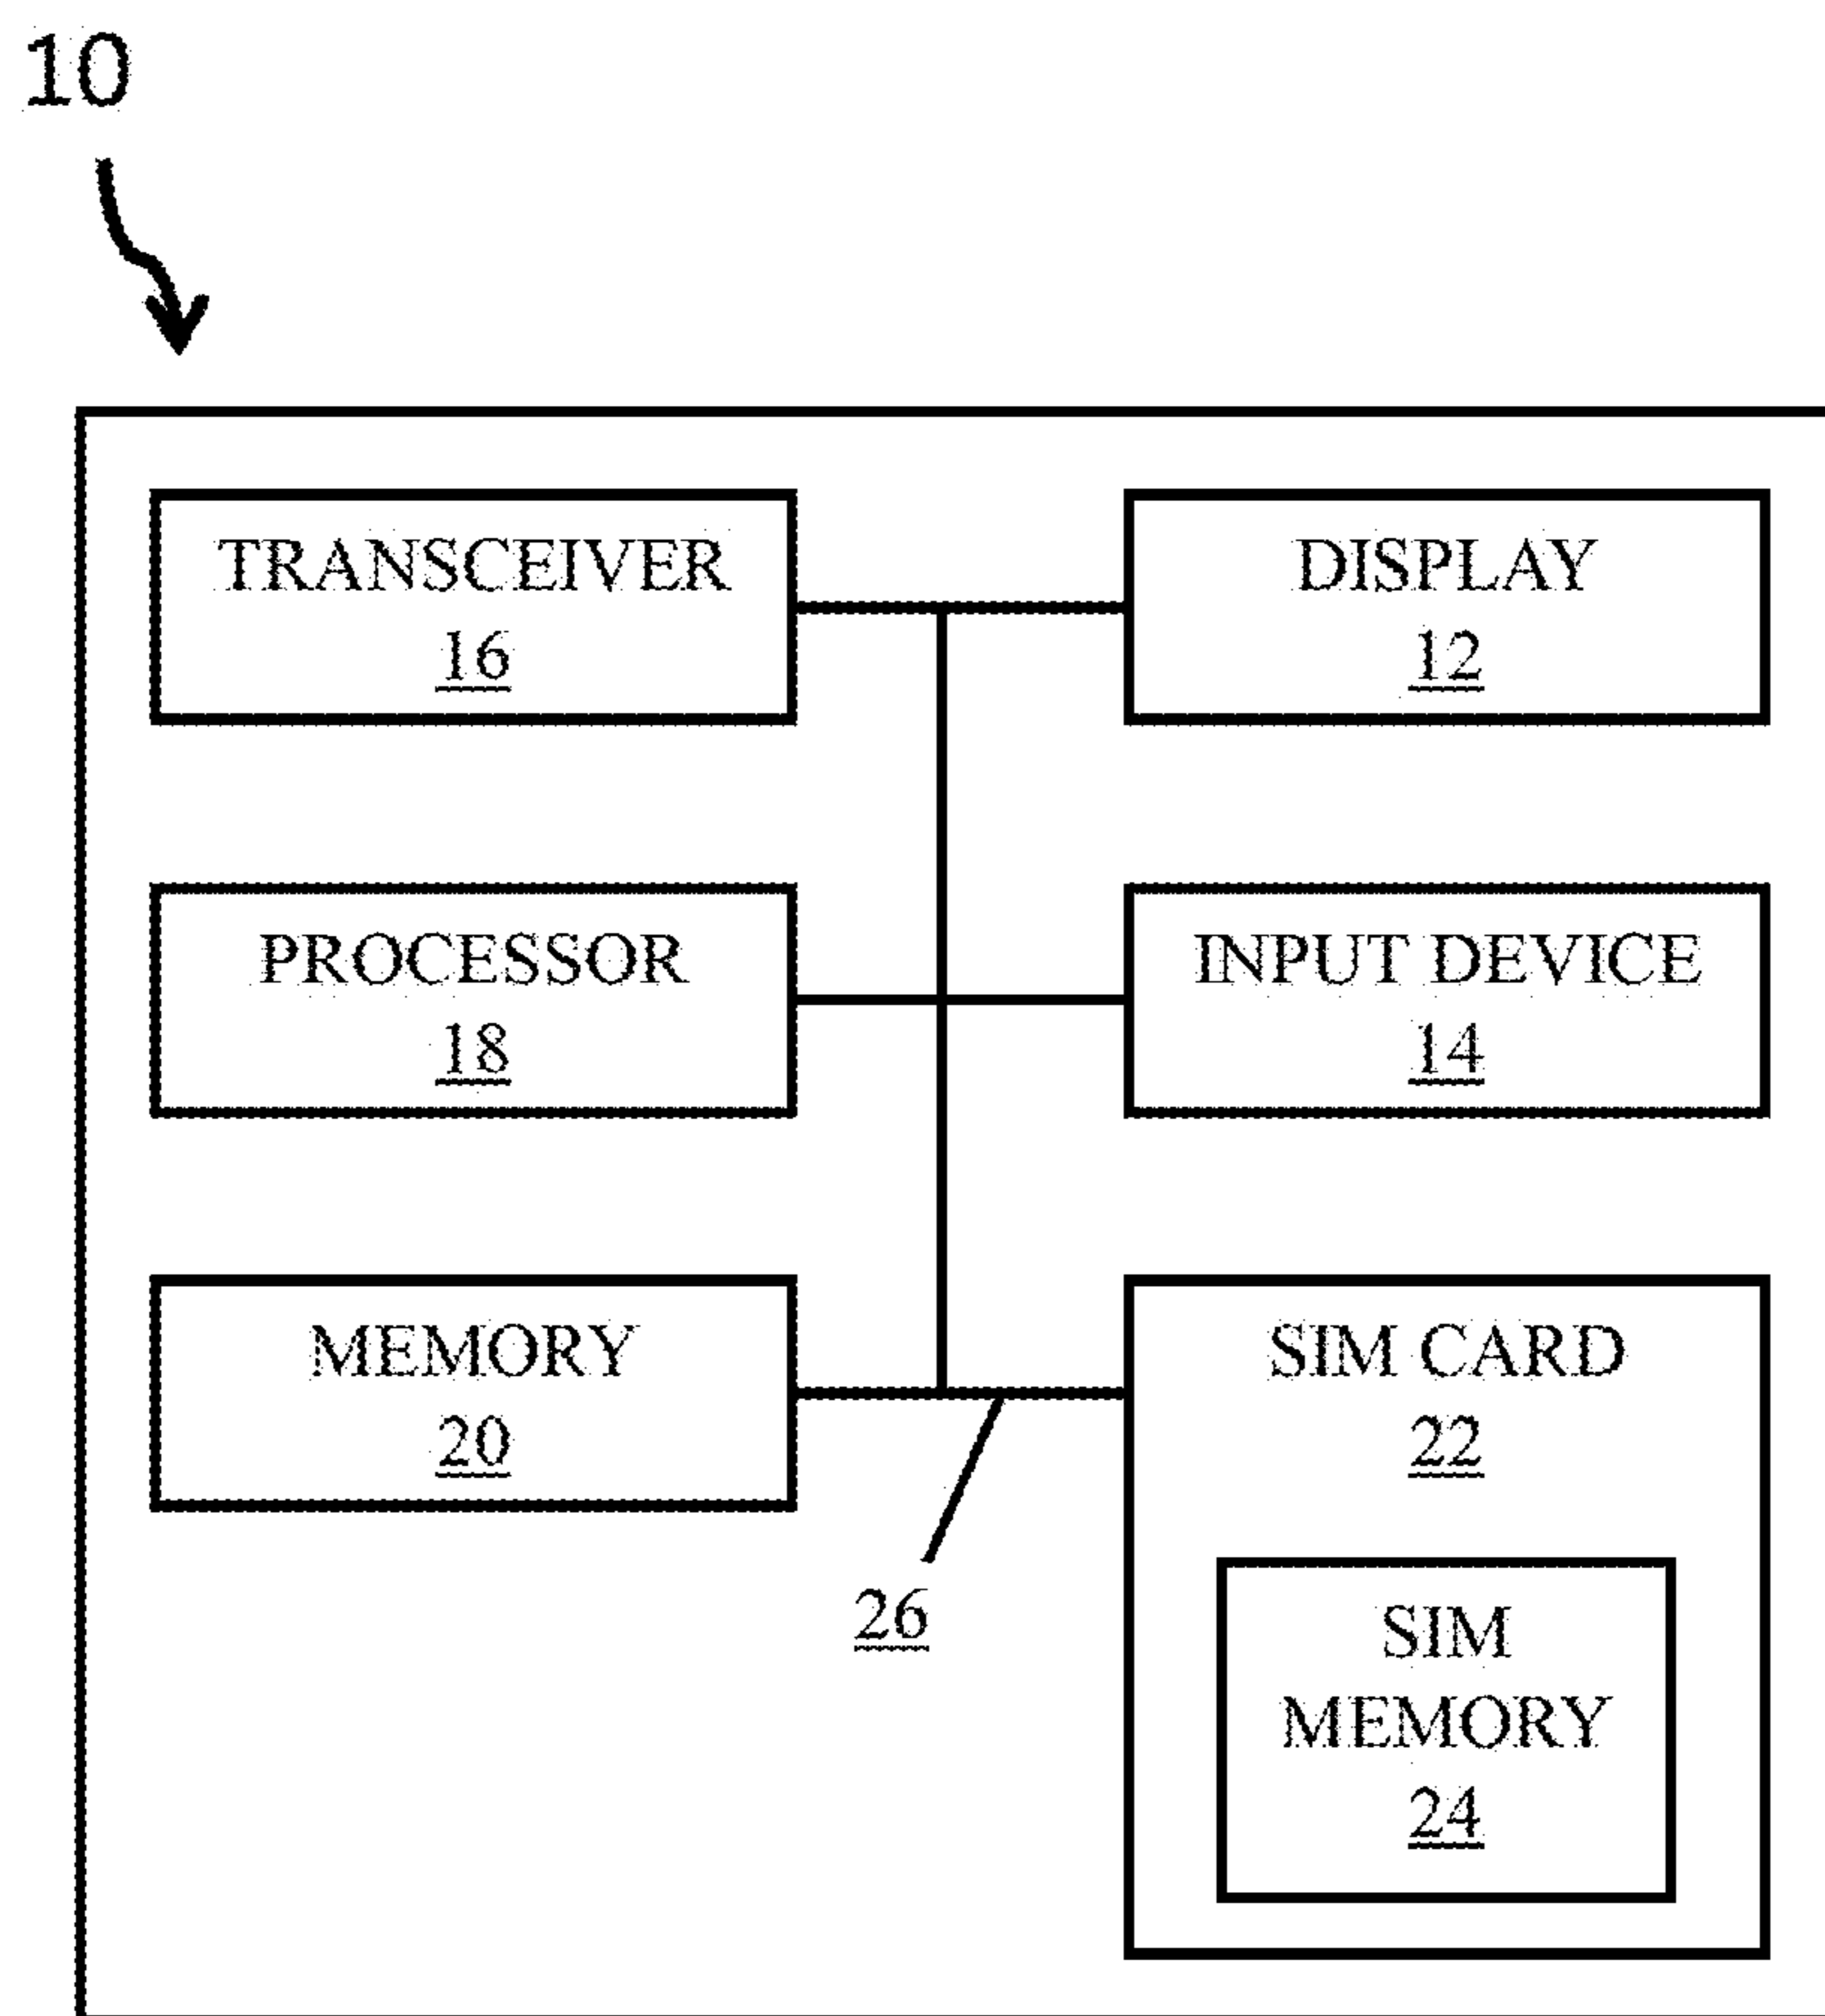 10
TRANSCEIVER
16
DISPLAY
12
PROCESSOR
18
INPUT DEVICE
14
MEMORY
20
SIM CARD
22
26
SIM
MEMORY
24